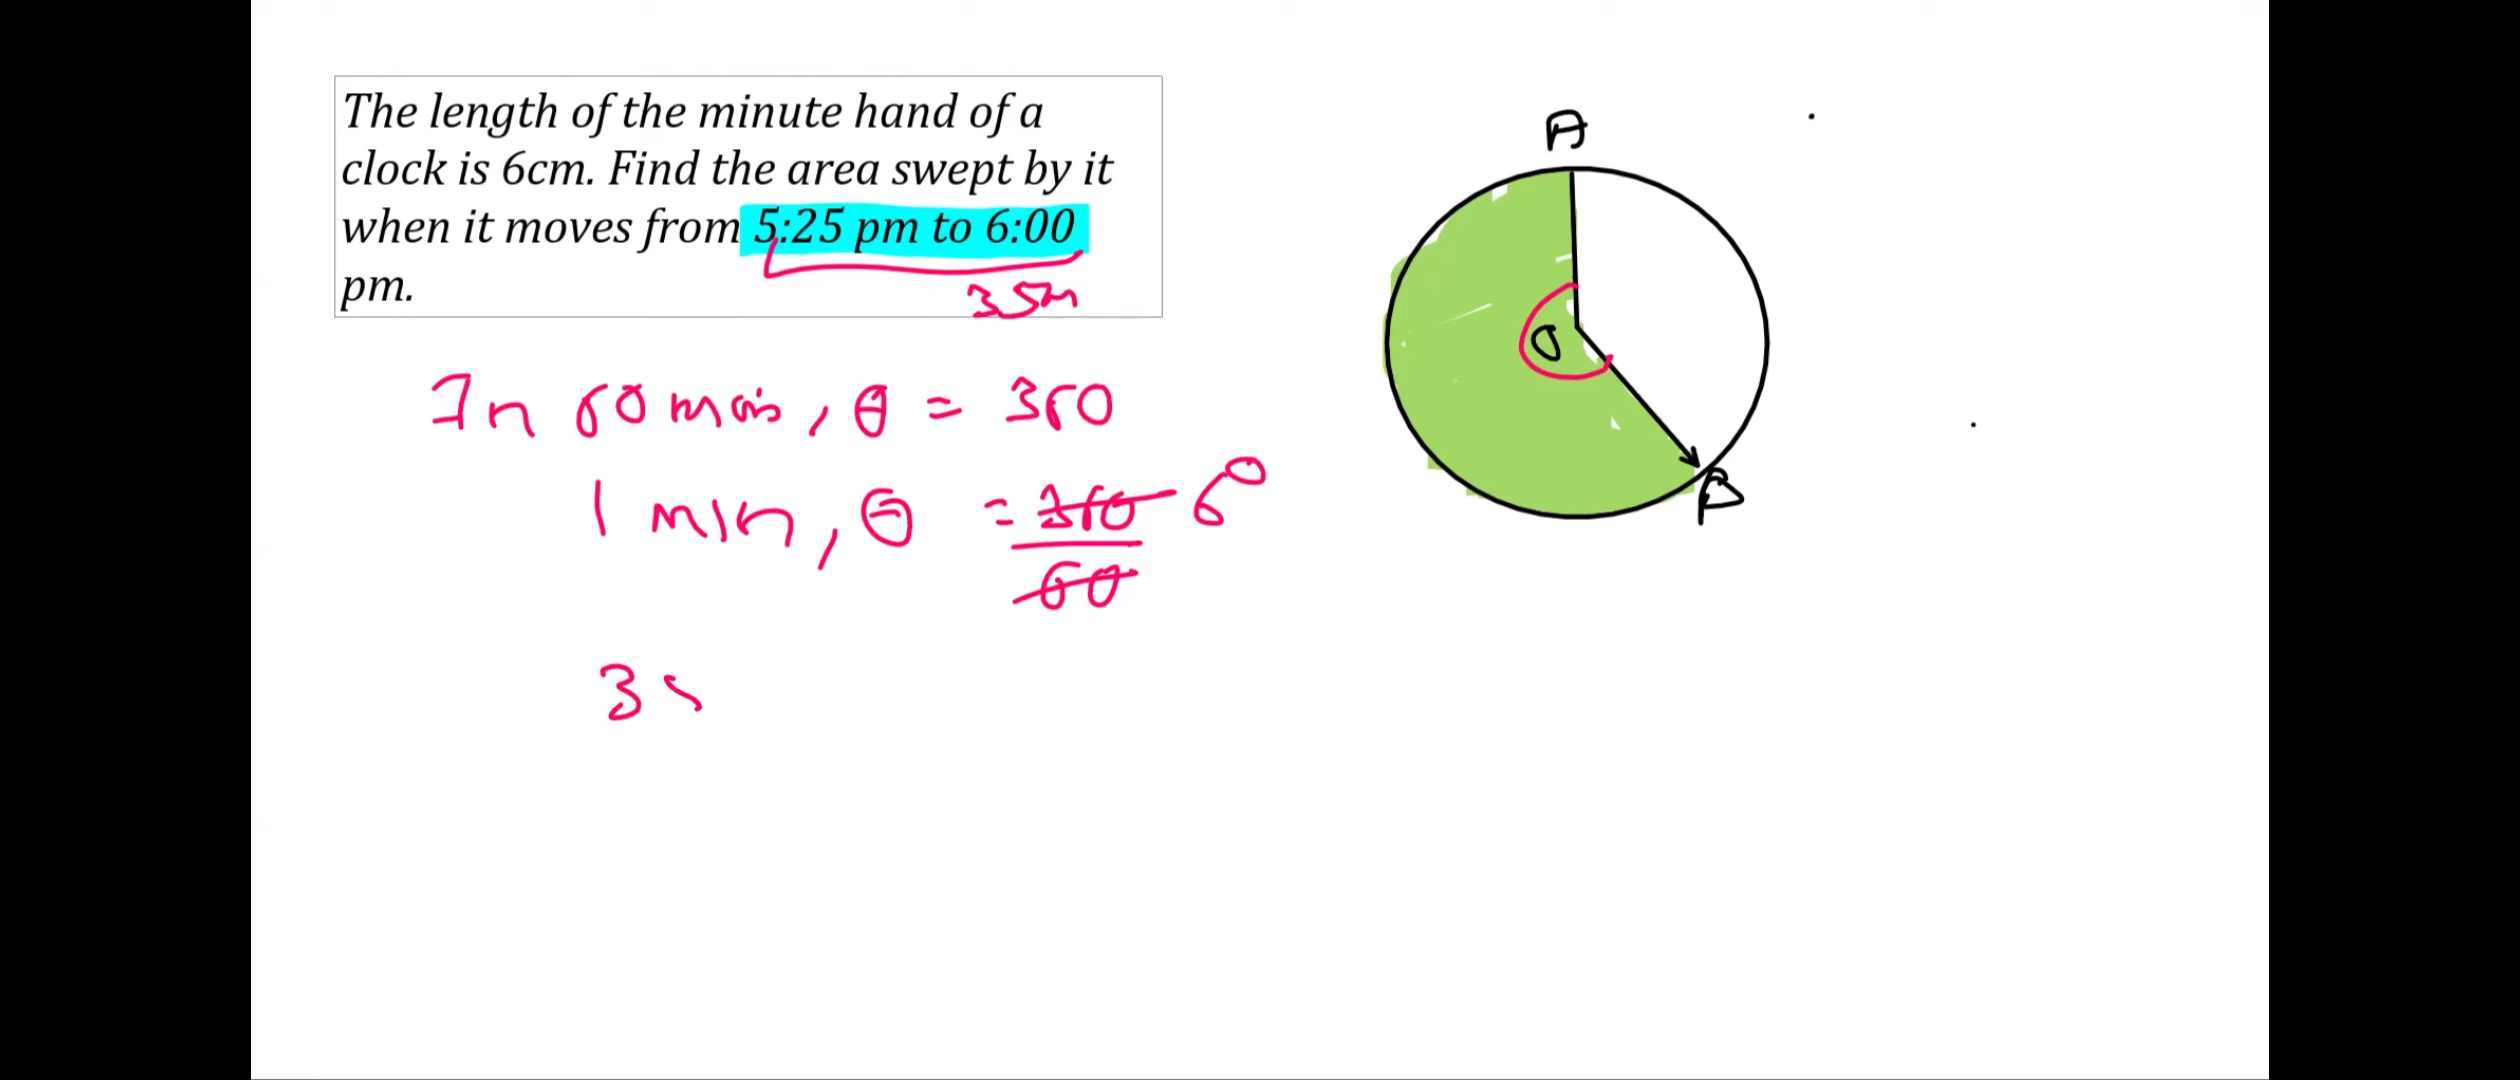 The length of the minute hand of a
clock is 6cm. Find the area swept by it
when it moves from 5:25 pm to 6:00
pm.
35m
In 60 min, θ = 360
1 min, θ = 360/60 6°
3
A
θ
B